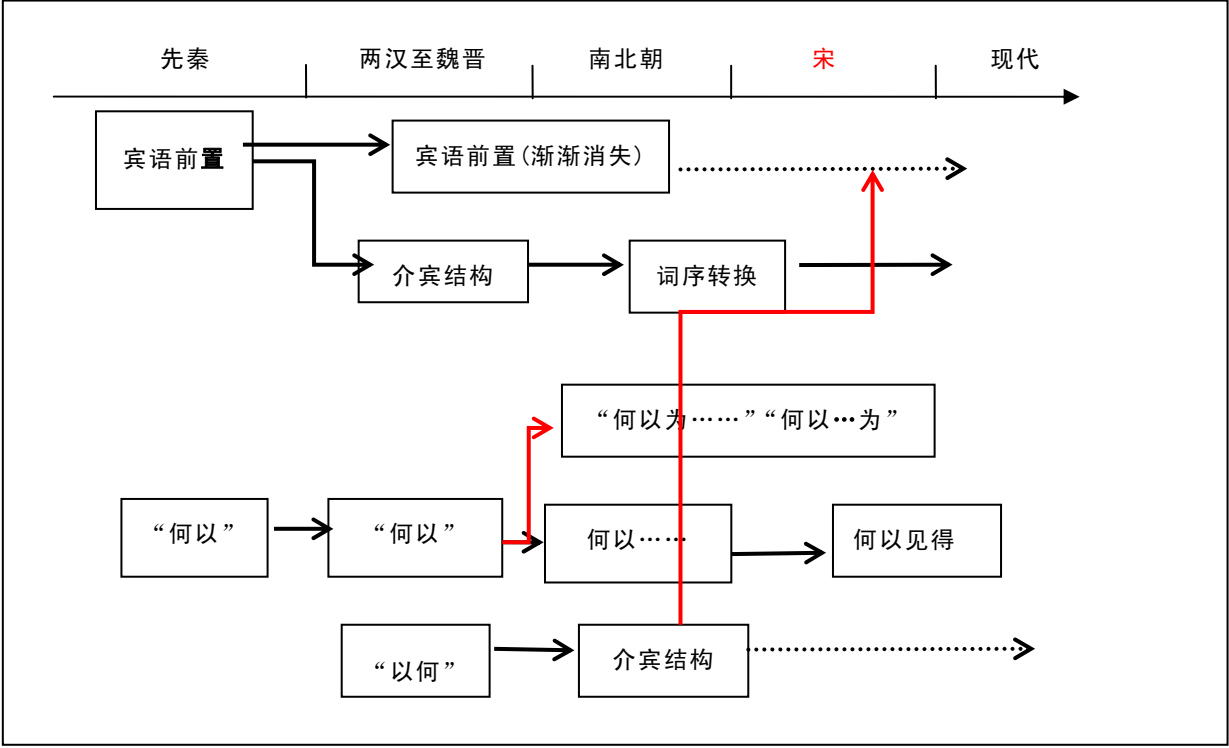 先秦 两汉至魏晋 南北朝 宋 现代
宾语前置
宾语前置(渐渐消失)
介宾结构
词序转换
“何以为……”“何以…为”
“何以”
“何以”
何以……
何以见得
“以何”
介宾结构